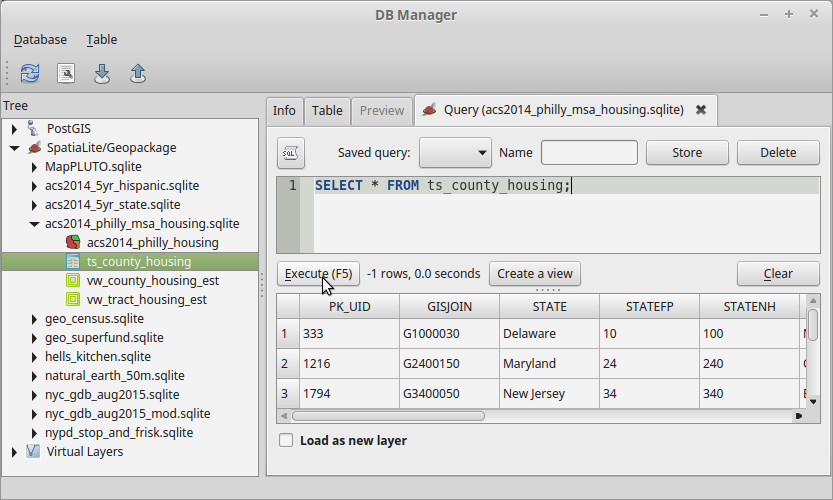 DB Manager
Database Table
Tree
PostGIS
SpatiaLite/Geopackage
MapPLUTO.sqlite
acs2014_5yr_hispanic.sqlite
acs2014_5yr_state.sqlite
acs2014_philly_msa_housing.sqlite
acs2014_philly_housing
ts_county_housing
vw_county_housing_est
vw_tract_housing_est
geo_census.sqlite
geo_superfund.sqlite
hells_kitchen.sqlite
natural_earth_50m.sqlite
nyc_gdb_aug2015.sqlite
nyc_gdb_aug2015_mod.sqlite
nypd_stop_and_frisk.sqlite
Virtual Layers
Info Table Preview Query (acs2014_philly_msa_housing.sqlite)
SQL Saved query: Name Store Delete
1 SELECT * FROM ts_county_housing;
Execute (F5) -1 rows, 0.0 seconds Create a view Clear
PK_UID GISJOIN STATE STATEFP STATENH
1 333 G1000030 Delaware 10 100
2 1216 G2400150 Maryland 24 240
3 1794 G3400050 New Jersey 34 340
Load as new layer